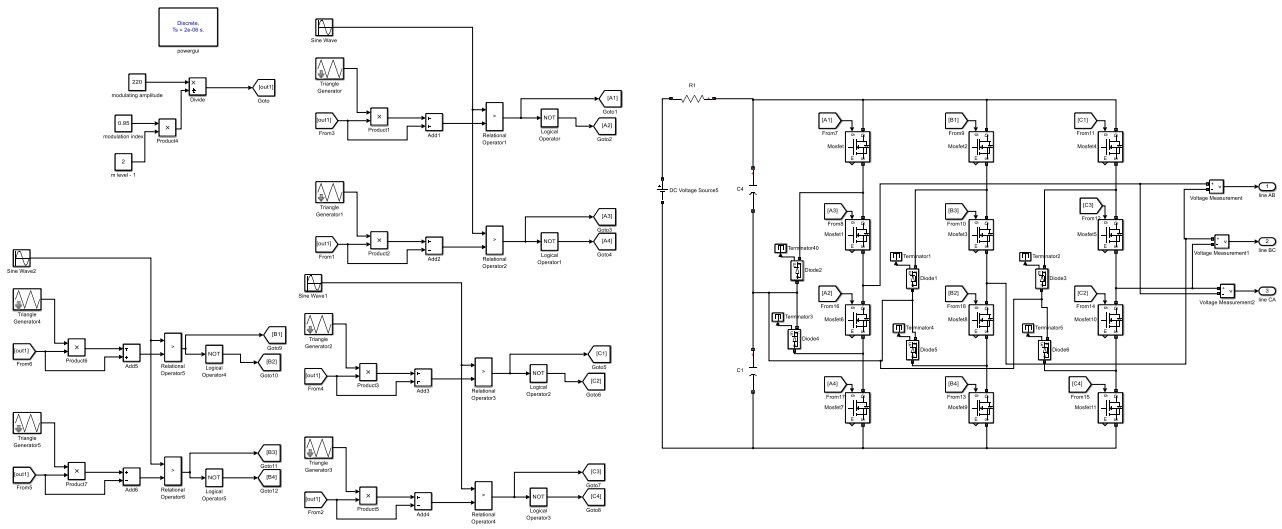 Discrete,
Ts = 2e-06 s.
powergui
220
modulating amplitude
×
÷
Divide
[out1]
Goto
0.95
modulation index
×
Product4
2
m level - 1
Sine Wave
Triangle
Generator
[out1]
From3
×
Product1
Add1
>
Relational
Operator1
NOT
Logical
Operator
[A1]
Goto1
[A2]
Goto2
Triangle
Generator1
[out1]
From1
×
Product2
Add2
>
Relational
Operator2
NOT
Logical
Operator1
[A3]
Goto3
[A4]
Goto4
Sine Wave2
Triangle
Generator4
[out1]
From6
×
Product6
Add5
>
Relational
Operator5
NOT
Logical
Operator4
[B1]
Goto9
[B2]
Goto10
Triangle
Generator5
[out1]
From5
×
Product7
Add6
>
Relational
Operator6
NOT
Logical
Operator5
[B3]
Goto11
[B4]
Goto12
Sine Wave1
Triangle
Generator2
[out1]
From4
×
Product3
Add3
>
Relational
Operator3
NOT
Logical
Operator2
[C1]
Goto5
[C2]
Goto6
Triangle
Generator3
[out1]
From2
×
Product5
Add4
>
Relational
Operator4
NOT
Logical
Operator3
[C3]
Goto7
[C4]
Goto8
R1
DC Voltage Source5
C4
C1
[A1]
From7
Mosfet
[B1]
From9
Mosfet2
[C1]
From11
Mosfet4
[A3]
From8
Mosfet1
[B3]
From10
Mosfet3
[C3]
Mosfet5
Terminator40
Diode2
Terminator1
Diode1
Terminator2
Diode3
[A2]
From16
Mosfet6
[B2]
From18
Mosfet8
[C2]
From14
Mosfet10
Terminator3
Diode4
Terminator4
Diode5
Terminator5
Diode6
[A4]
From17
Mosfet7
[B4]
From13
Mosfet9
[C4]
From15
Mosfet11
Voltage Measurement
1
line AB
Voltage Measurement1
2
line BC
Voltage Measurement2
3
line CA